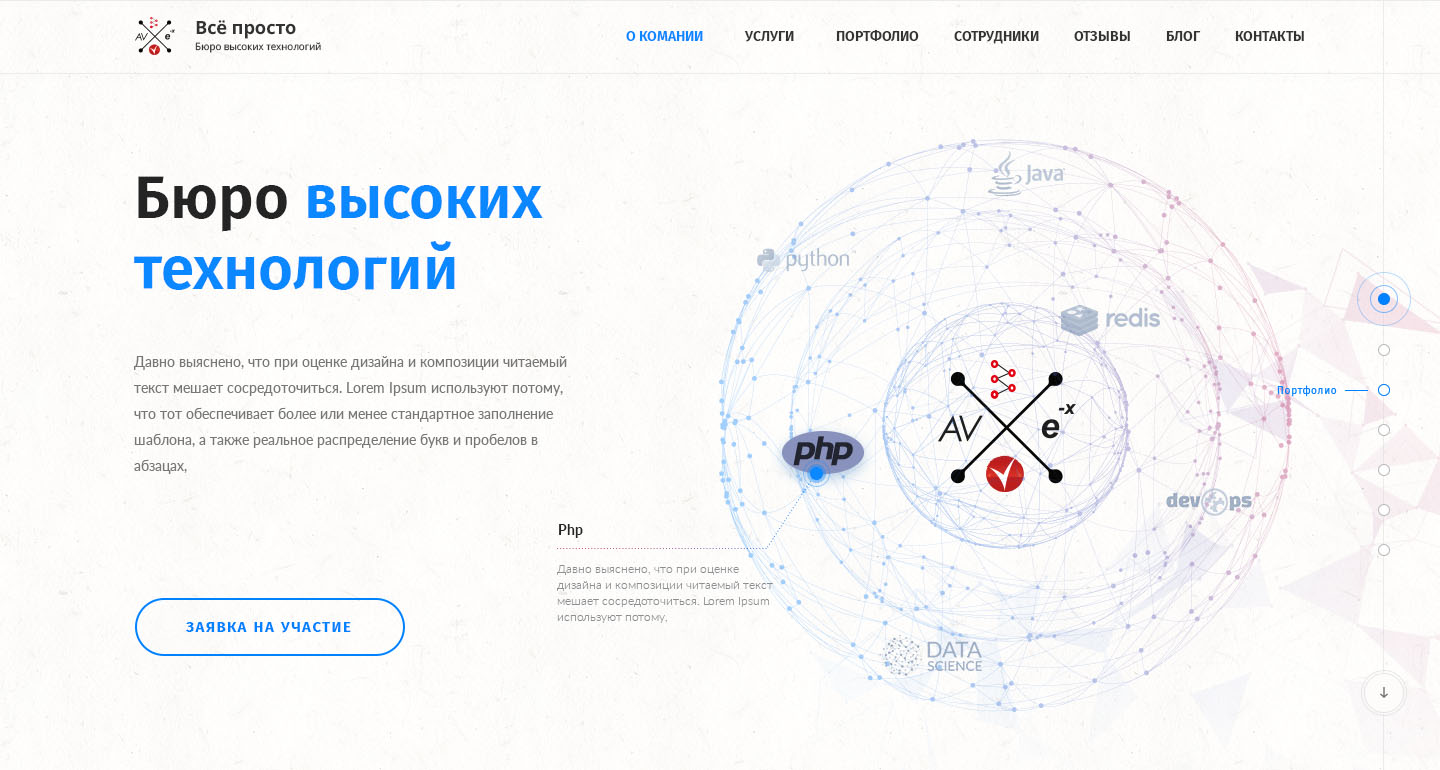 AV e-x
Всё просто
Бюро высоких технологий
О КОМАНИИ
УСЛУГИ
ПОРТФОЛИО
СОТРУДНИКИ
ОТЗЫВЫ
БЛОГ
КОНТАКТЫ
Бюро высоких
технологий
Давно выяснено, что при оценке дизайна и композиции читаемый
текст мешает сосредоточиться. Lorem Ipsum используют потому,
что тот обеспечивает более или менее стандартное заполнение
шаблона, а также реальное распределение букв и пробелов в
абзацах,
ЗАЯВКА НА УЧАСТИЕ
Java
python
redis
AV e-x
php
devops
DATA
SCIENCE
Php
Давно выяснено, что при оценке
дизайна и композиции читаемый текст
мешает сосредоточиться. Lorem Ipsum
используют потому,
Портфолио